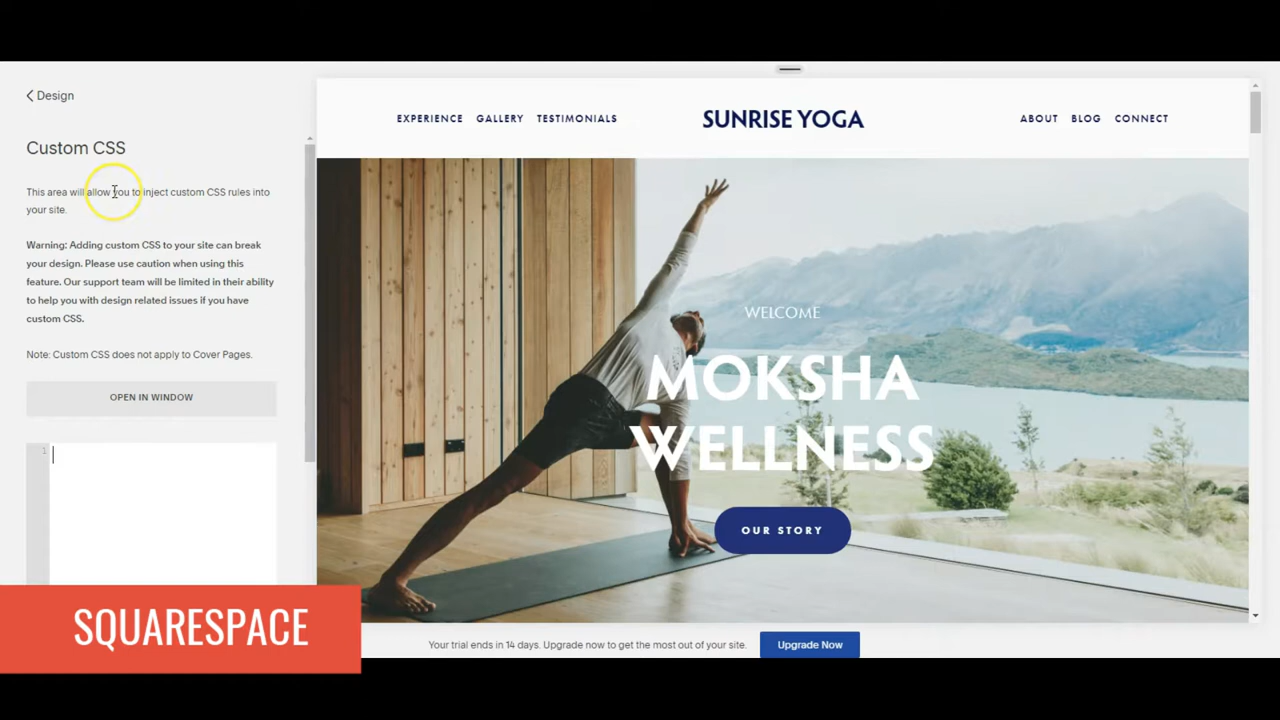 Design
Custom CSS
This area will allow you to inject custom CSS rules into
your site.
Warning: Adding custom CSS to your site can break
your design. Please use caution when using this
feature. Our support team will be limited in their ability
to help you with design related issues if you have
custom CSS.
Note: Custom CSS does not apply to Cover Pages.
OPEN IN WINDOW
1
SQUARESPACE
EXPERIENCE GALLERY TESTIMONIALS
SUNRISE YOGA
ABOUT BLOG CONNECT
WELCOME
MOKSHA
WELLNESS
OUR STORY
Your trial ends in 14 days. Upgrade now to get the most out of your site.
Upgrade Now